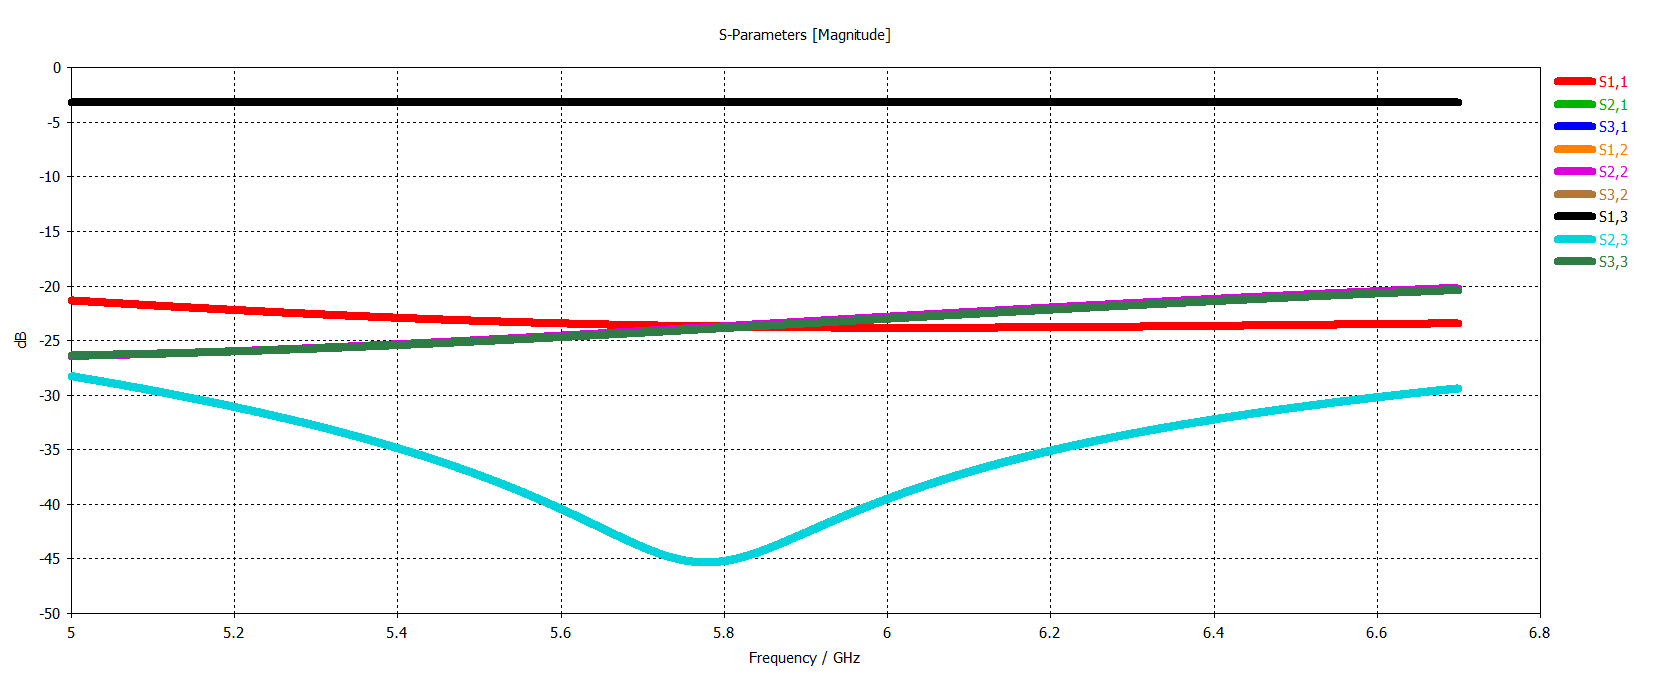 S-Parameters [Magnitude]
0
-5
-10
-15
-20
-25
-30
-35
-40
-45
-50
dB
5
5.2
5.4
5.6
5.8
6
6.2
6.4
6.6
6.8
Frequency / GHz
S1,1
S2,1
S3,1
S1,2
S2,2
S3,2
S1,3
S2,3
S3,3